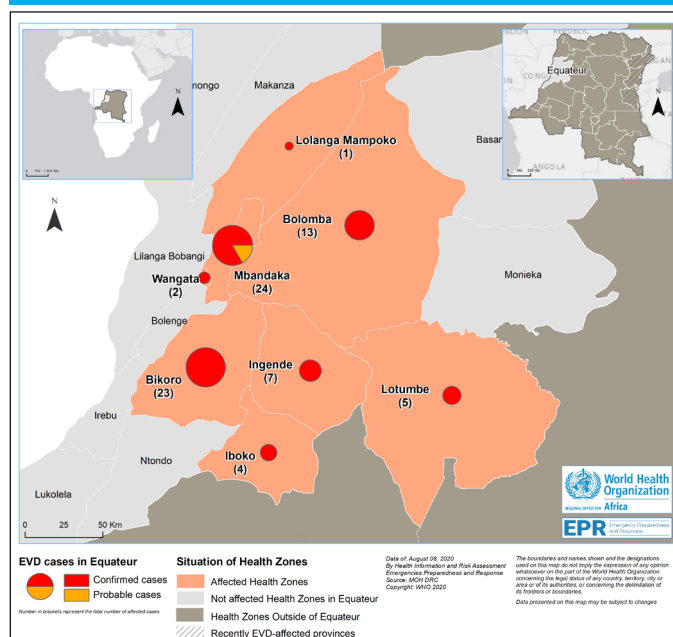 Equateur
ANGOLA
mongo
Makanza
Basan
Lolanga Mampoko
(1)
Bolomba
(13)
Lilanga Bobangi
Wangata
(2)
Mbandaka
(24)
Monieka
Bolenge
Bikoro
(23)
Ingende
(7)
Lotumbe
(5)
Irebu
Iboko
(4)
Ntondo
Lukolela
N
N
N
0 25 50 Km
World Health
Organization
REGIONAL OFFICE FOR Africa
EPR Emergency Preparedness
and Response
EVD cases in Equateur
Confirmed cases
Probable cases
Number in brackets represent the total number of affected cases
Situation of Health Zones
Affected Health Zones
Not affected Health Zones in Equateur
Health Zones Outside of Equateur
Recently EVD-affected provinces
Data of: August 08, 2020
By Health Information and Risk Assessment
Emergencies Preparedness and Response
Source: MOH DRC
Copyright: WHO 2020
The boundaries and names shown and the designations
used on this map do not imply the expression of any opinion
whatsoever on the part of the World Health Organization
concerning the legal status of any country, territory, city or
area or of its authorities, or concerning the delimitation of
its frontiers or boundaries.
Data presented on this map may be subject to changes